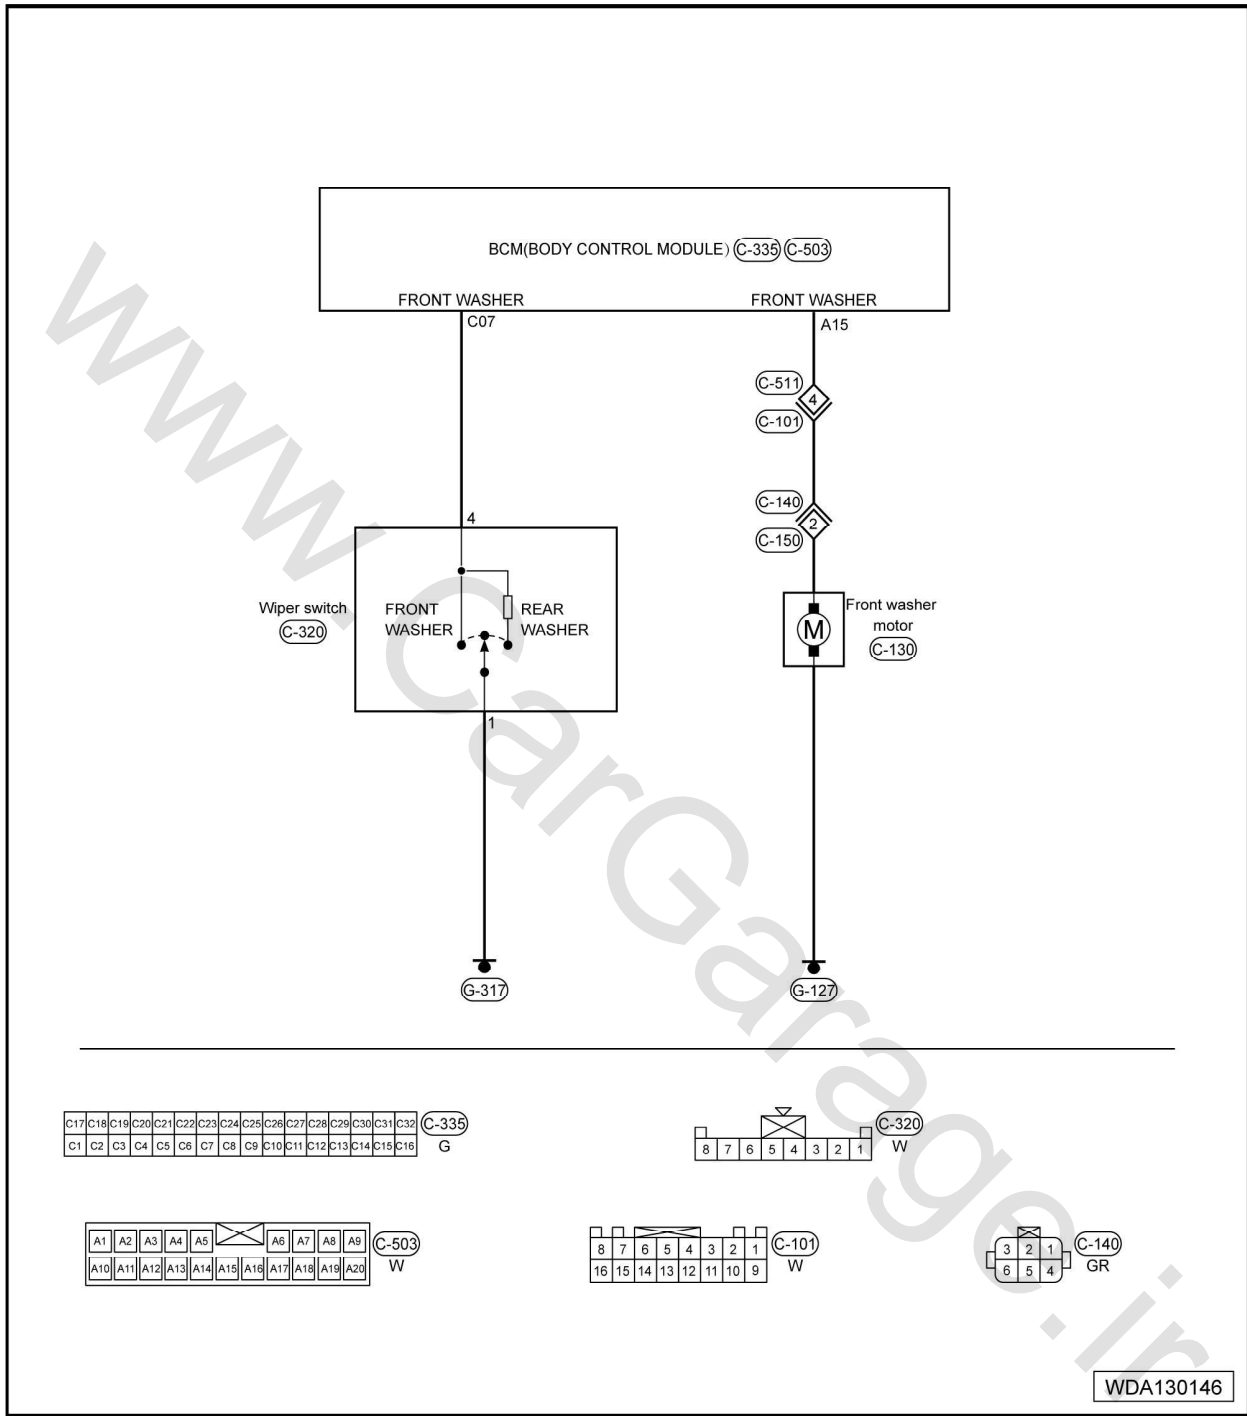 BCM(BODY CONTROL MODULE) C-335 C-503
FRONT WASHER
FRONT WASHER
C07
A15
C-511
4
C-101
C-140
2
C-150
4
Wiper switch
C-320
FRONT
WASHER
REAR
WASHER
1
Front washer
motor
C-130
M
G-317
G-127
C17 C18 C19 C20 C21 C22 C23 C24 C25 C26 C27 C28 C29 C30 C31 C32
C1 C2 C3 C4 C5 C6 C7 C8 C9 C10 C11 C12 C13 C14 C15 C16
C-335
G
8 7 6 5 4 3 2 1
C-320
W
A1 A2 A3 A4 A5 A6 A7 A8 A9
A10 A11 A12 A13 A14 A15 A16 A17 A18 A19 A20
C-503
W
8 7 6 5 4 3 2 1
16 15 14 13 12 11 10 9
C-101
W
3 2 1
6 5 4
C-140
GR
WDA130146
www.CarGarage.ir